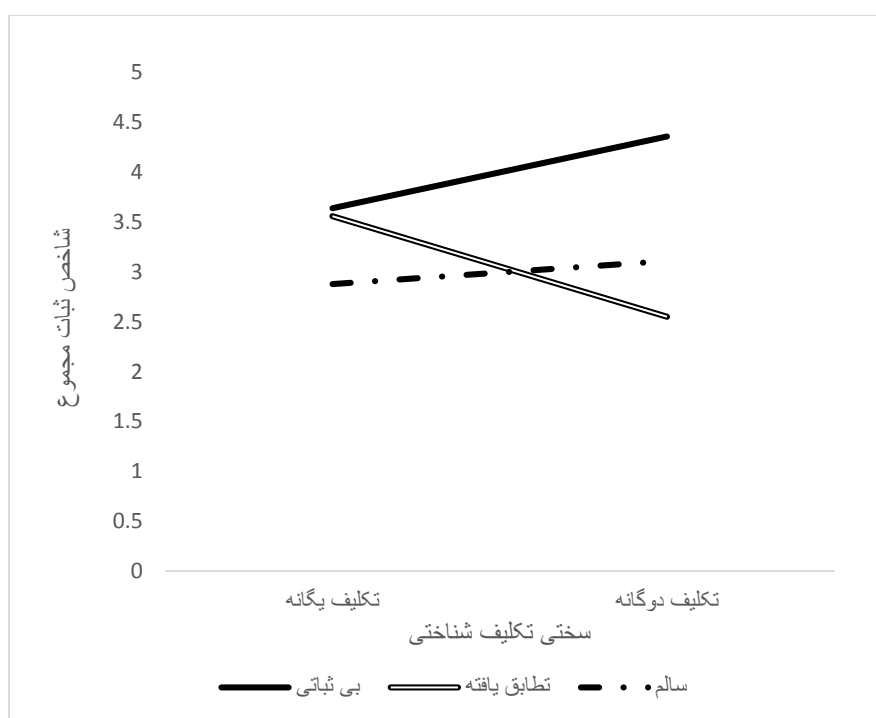 5
4.5
4
3.5
3
2.5
2
1.5
1
0.5
0
شاخص ثبات مجموع
تکلیف یگانه
تکلیف دوگانه
سختی تکلیف شناختی
بی ثباتی
تطابق یافته
سالم